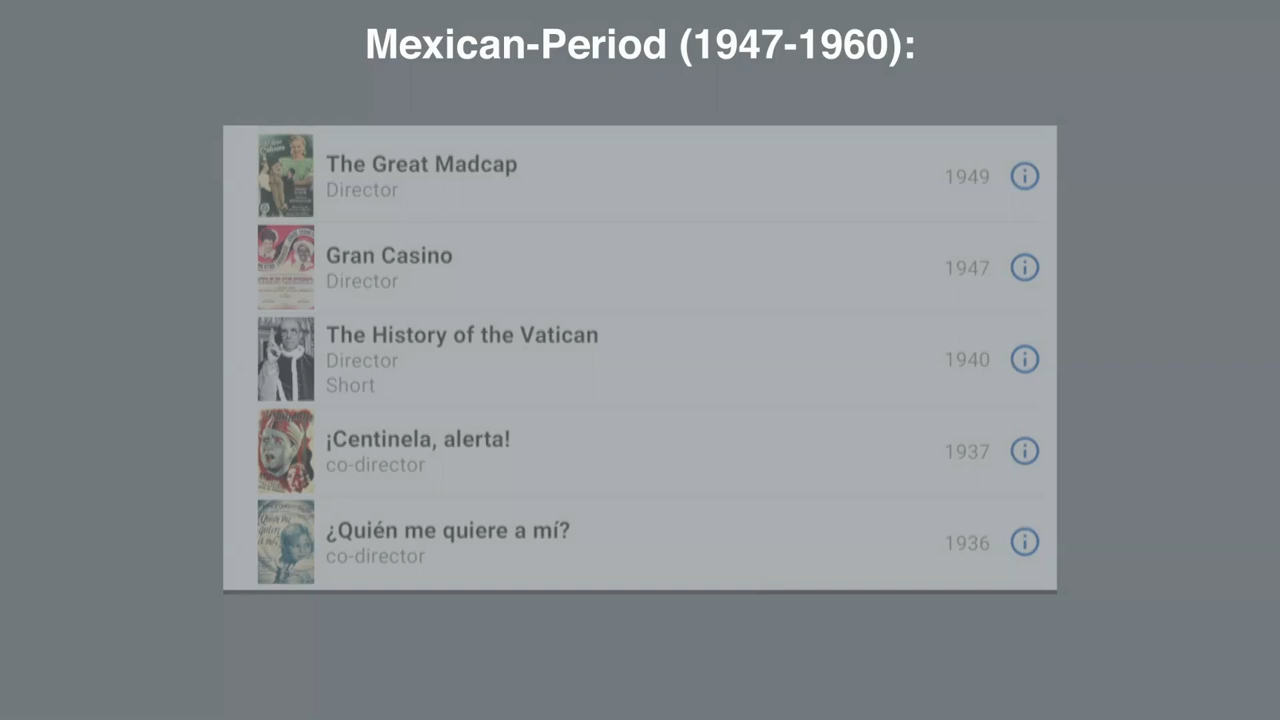 Mexican-Period (1947-1960):
The Great Madcap
Director
1949
Gran Casino
Director
1947
The History of the Vatican
Director
Short
1940
¡Centinela, alerta!
co-director
1937
¿Quién me quiere a mí?
co-director
1936